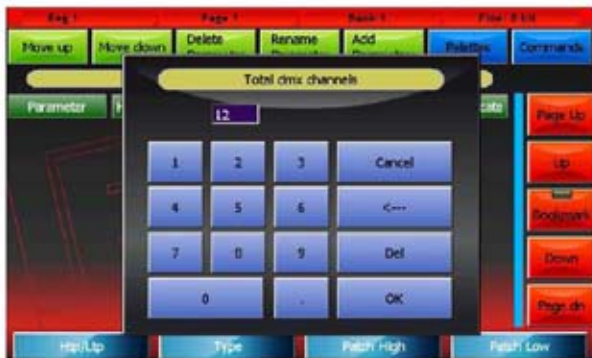 Page 1
Move up Move down Delete Rename Add Palettes Commands
Total dmx channels
Parameter
12
Page Up
1 2 3 Cancel
Up
4 5 6 <---
Bookmark
7 8 9 Del
Down
0 . OK
Page dn
Htp/Ltp Type Patch High Patch Low